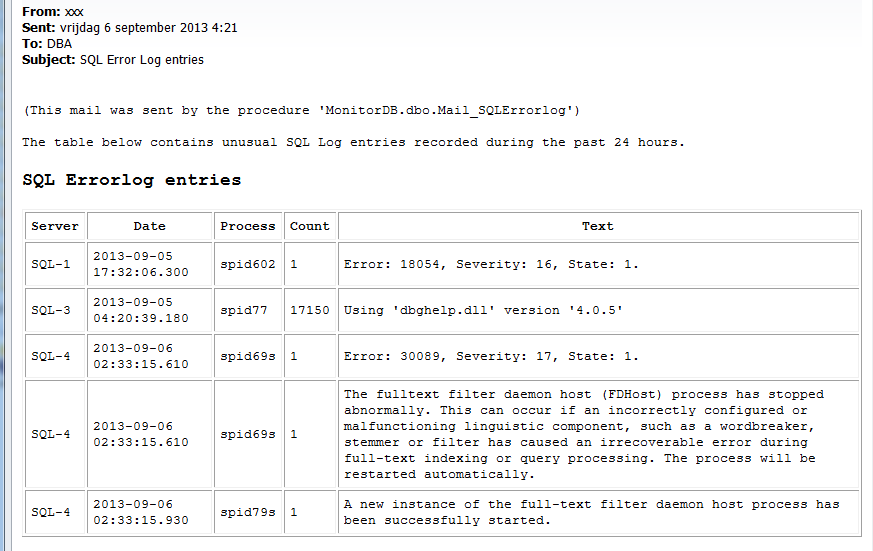 From: xxx
Sent: vrijdag 6 september 2013 4:21
To: DBA
Subject: SQL Error Log entries
(This mail was sent by the procedure 'MonitorDB.dbo.Mail_SQLErrorlog')
The table below contains unusual SQL Log entries recorded during the past 24 hours.
SQL Errorlog entries
Server Date Process Count Text
SQL-1 2013-09-05 17:32:06.300 spid602 1 Error: 18054, Severity: 16, State: 1.
SQL-3 2013-09-05 04:20:39.180 spid77 17150 Using 'dbghelp.dll' version '4.0.5'
SQL-4 2013-09-06 02:33:15.610 spid69s 1 Error: 30089, Severity: 17, State: 1.
SQL-4 2013-09-06 02:33:15.610 spid69s 1 The fulltext filter daemon host (FDHost) process has stopped
abnormally. This can occur if an incorrectly configured or
malfunctioning linguistic component, such as a wordbreaker,
stemmer or filter has caused an irrecoverable error during
full-text indexing or query processing. The process will be
restarted automatically.
SQL-4 2013-09-06 02:33:15.930 spid79s 1 A new instance of the full-text filter daemon host process has
been successfully started.